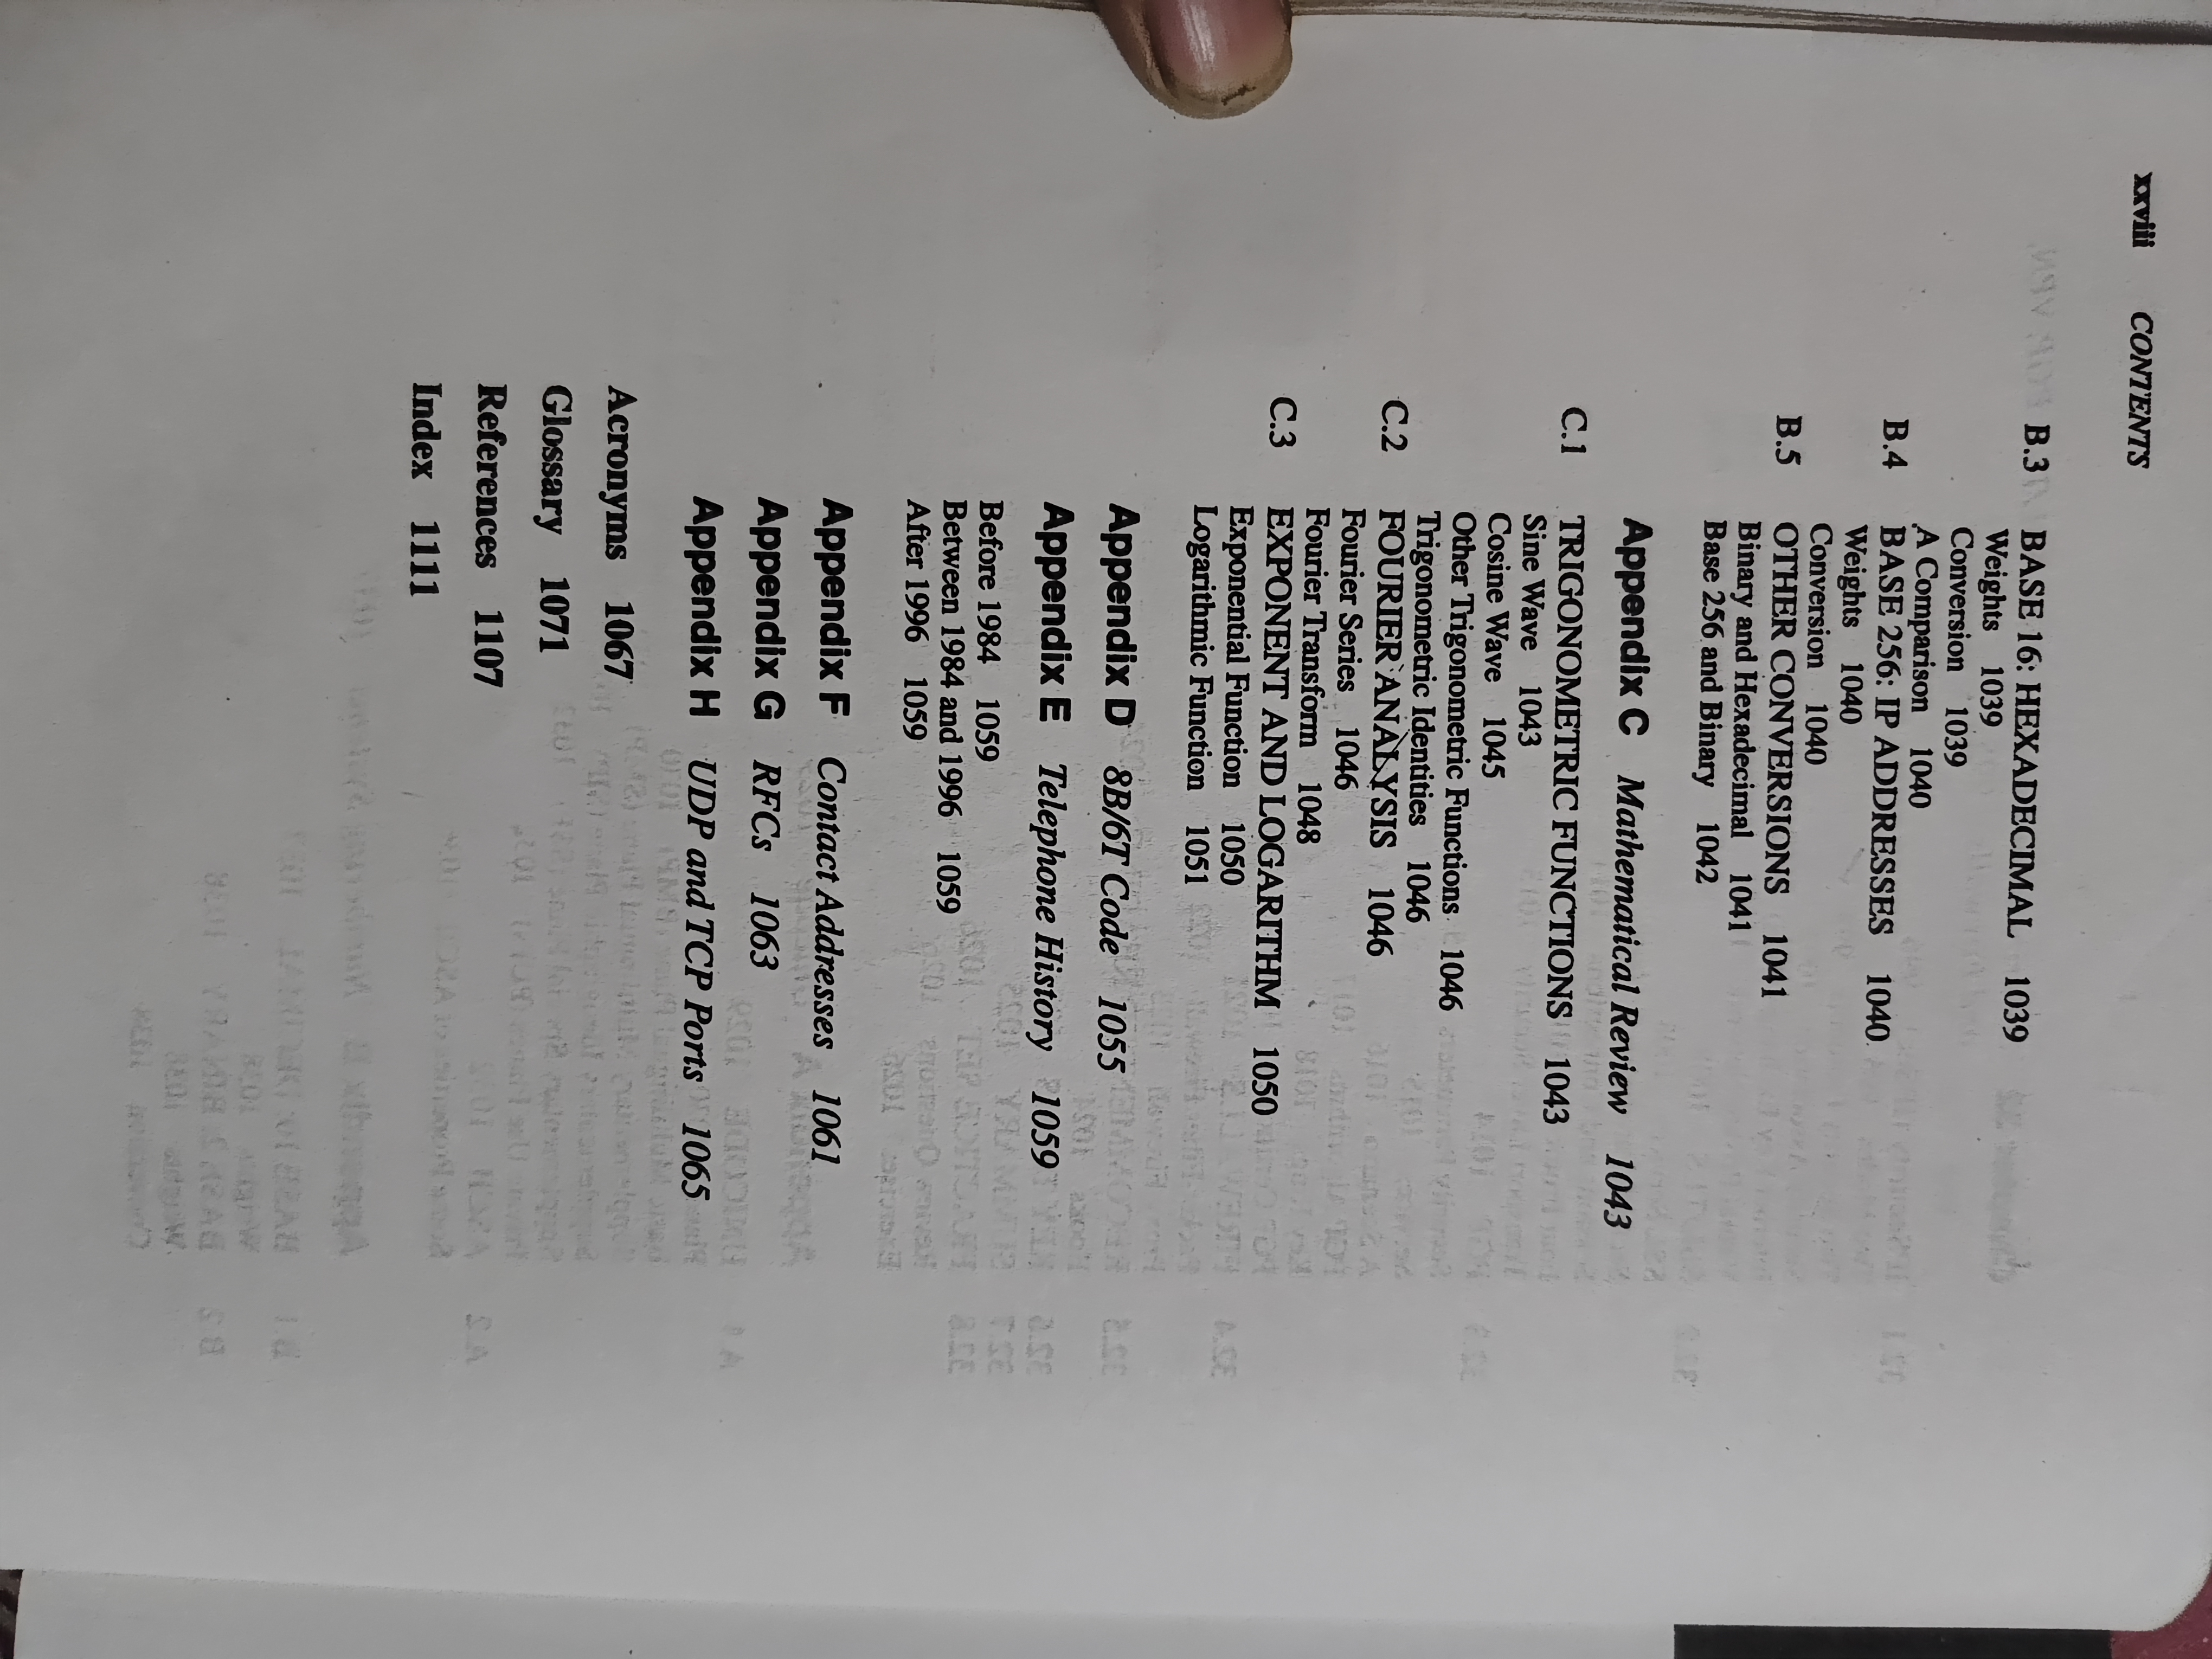 xxviii CONTENTS
B.3 BASE 16: HEXADECIMAL 1039
Weights 1039
Conversion 1039
A Comparison 1040
B.4 BASE 256: IP ADDRESSES 1040
Weights 1040
Conversion 1040
B.5 OTHER CONVERSIONS 1041
Binary and Hexadecimal 1041
Base 256 and Binary 1042
Appendix C Mathematical Review 1043
C.1 TRIGONOMETRIC FUNCTIONS 1043
Sine Wave 1043
Cosine Wave 1045
Other Trigonometric Functions 1046
Trigonometric Identities 1046
C.2 FOURIER ANALYSIS 1046
Fourier Series 1046
Fourier Transform 1048
C.3 EXPONENT AND LOGARITHM 1050
Exponential Function 1050
Logarithmic Function 1051
Appendix D 8B/6T Code 1055
Appendix E Telephone History 1059
Before 1984 1059
Between 1984 and 1996 1059
After 1996 1059
Appendix F Contact Addresses 1061
Appendix G RFCs 1063
Appendix H UDP and TCP Ports 1065
Acronyms 1067
Glossary 1071
References 1107
Index 1111